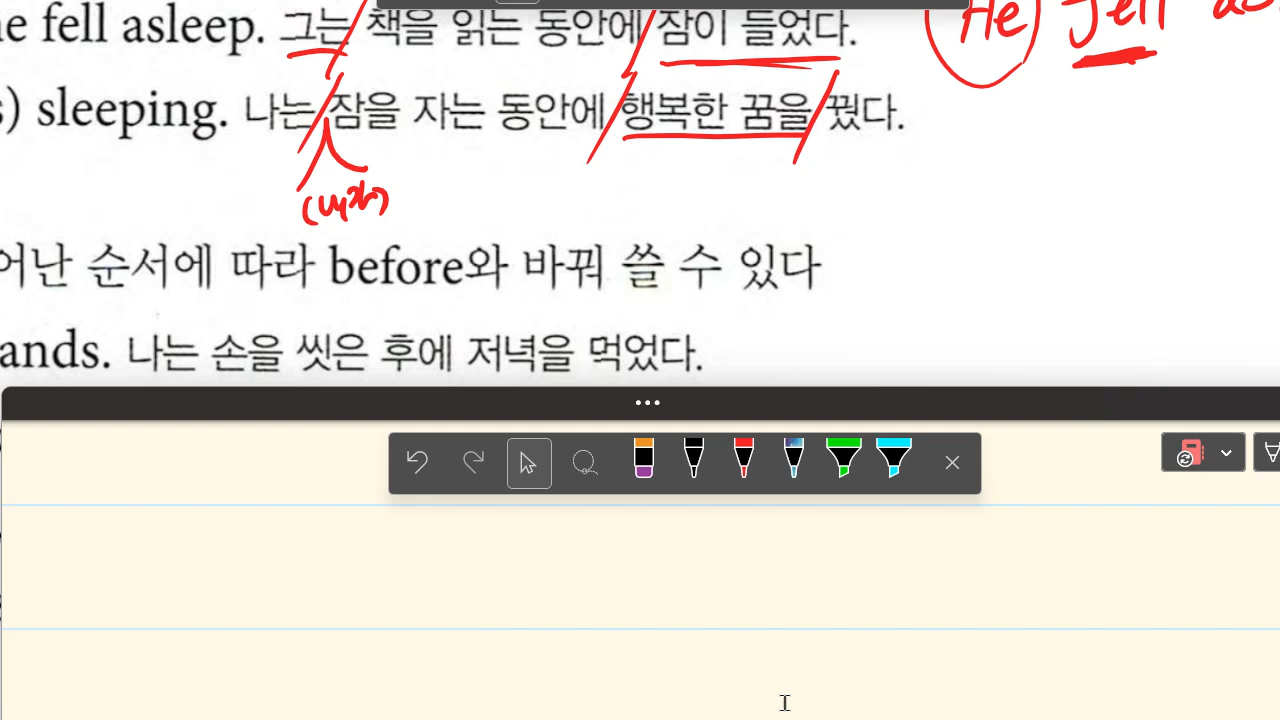 ne fell asleep. 그는 책을 읽는 동안에 잠이 들었다.
He fell
s) sleeping. 나는 잠을 자는 동안에 행복한 꿈을 꿨다.
어난 순서에 따라 before와 바꿔 쓸 수 있다
ands. 나는 손을 씻은 후에 저녁을 먹었다.